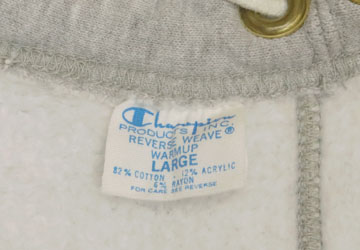 Champion
PRODUCTS INC.
REVERSE WEAVE®
WARMUP
LARGE
82% COTTON 12% ACRYLIC
6% RAYON
FOR CARE SEE REVERSE